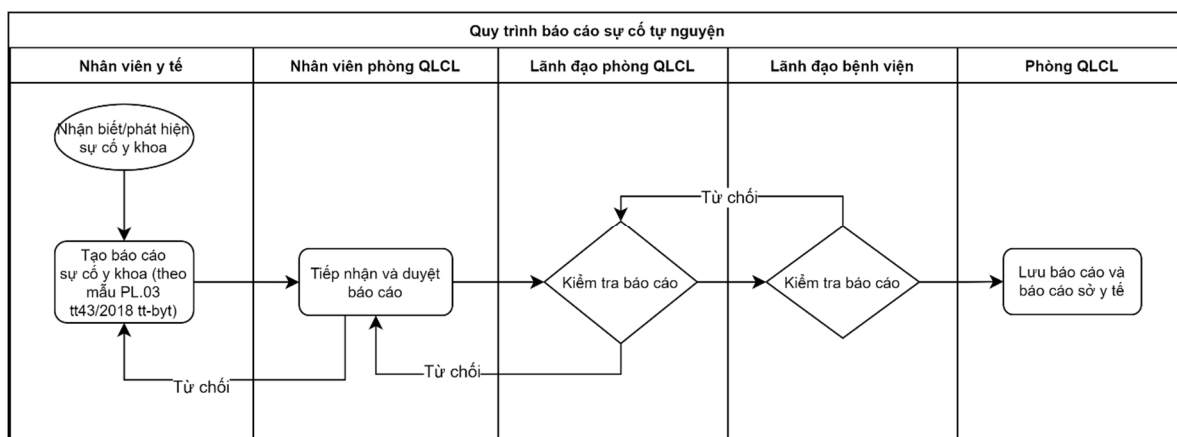 Quy trình báo cáo sự cố tự nguyện
Nhân viên y tế
Nhân viên phòng QLCL
Lãnh đạo phòng QLCL
Lãnh đạo bệnh viện
Phòng QLCL
Nhận biết/phát hiện
sự cố y khoa
Từ chối
Tạo báo cáo
sự cố y khoa (theo
mẫu PL.03
tt43/2018 tt-byt)
Tiếp nhận và duyệt
báo cáo
Kiểm tra báo cáo
Kiểm tra báo cáo
Lưu báo cáo và
báo cáo sở y tế
Từ chối
Từ chối